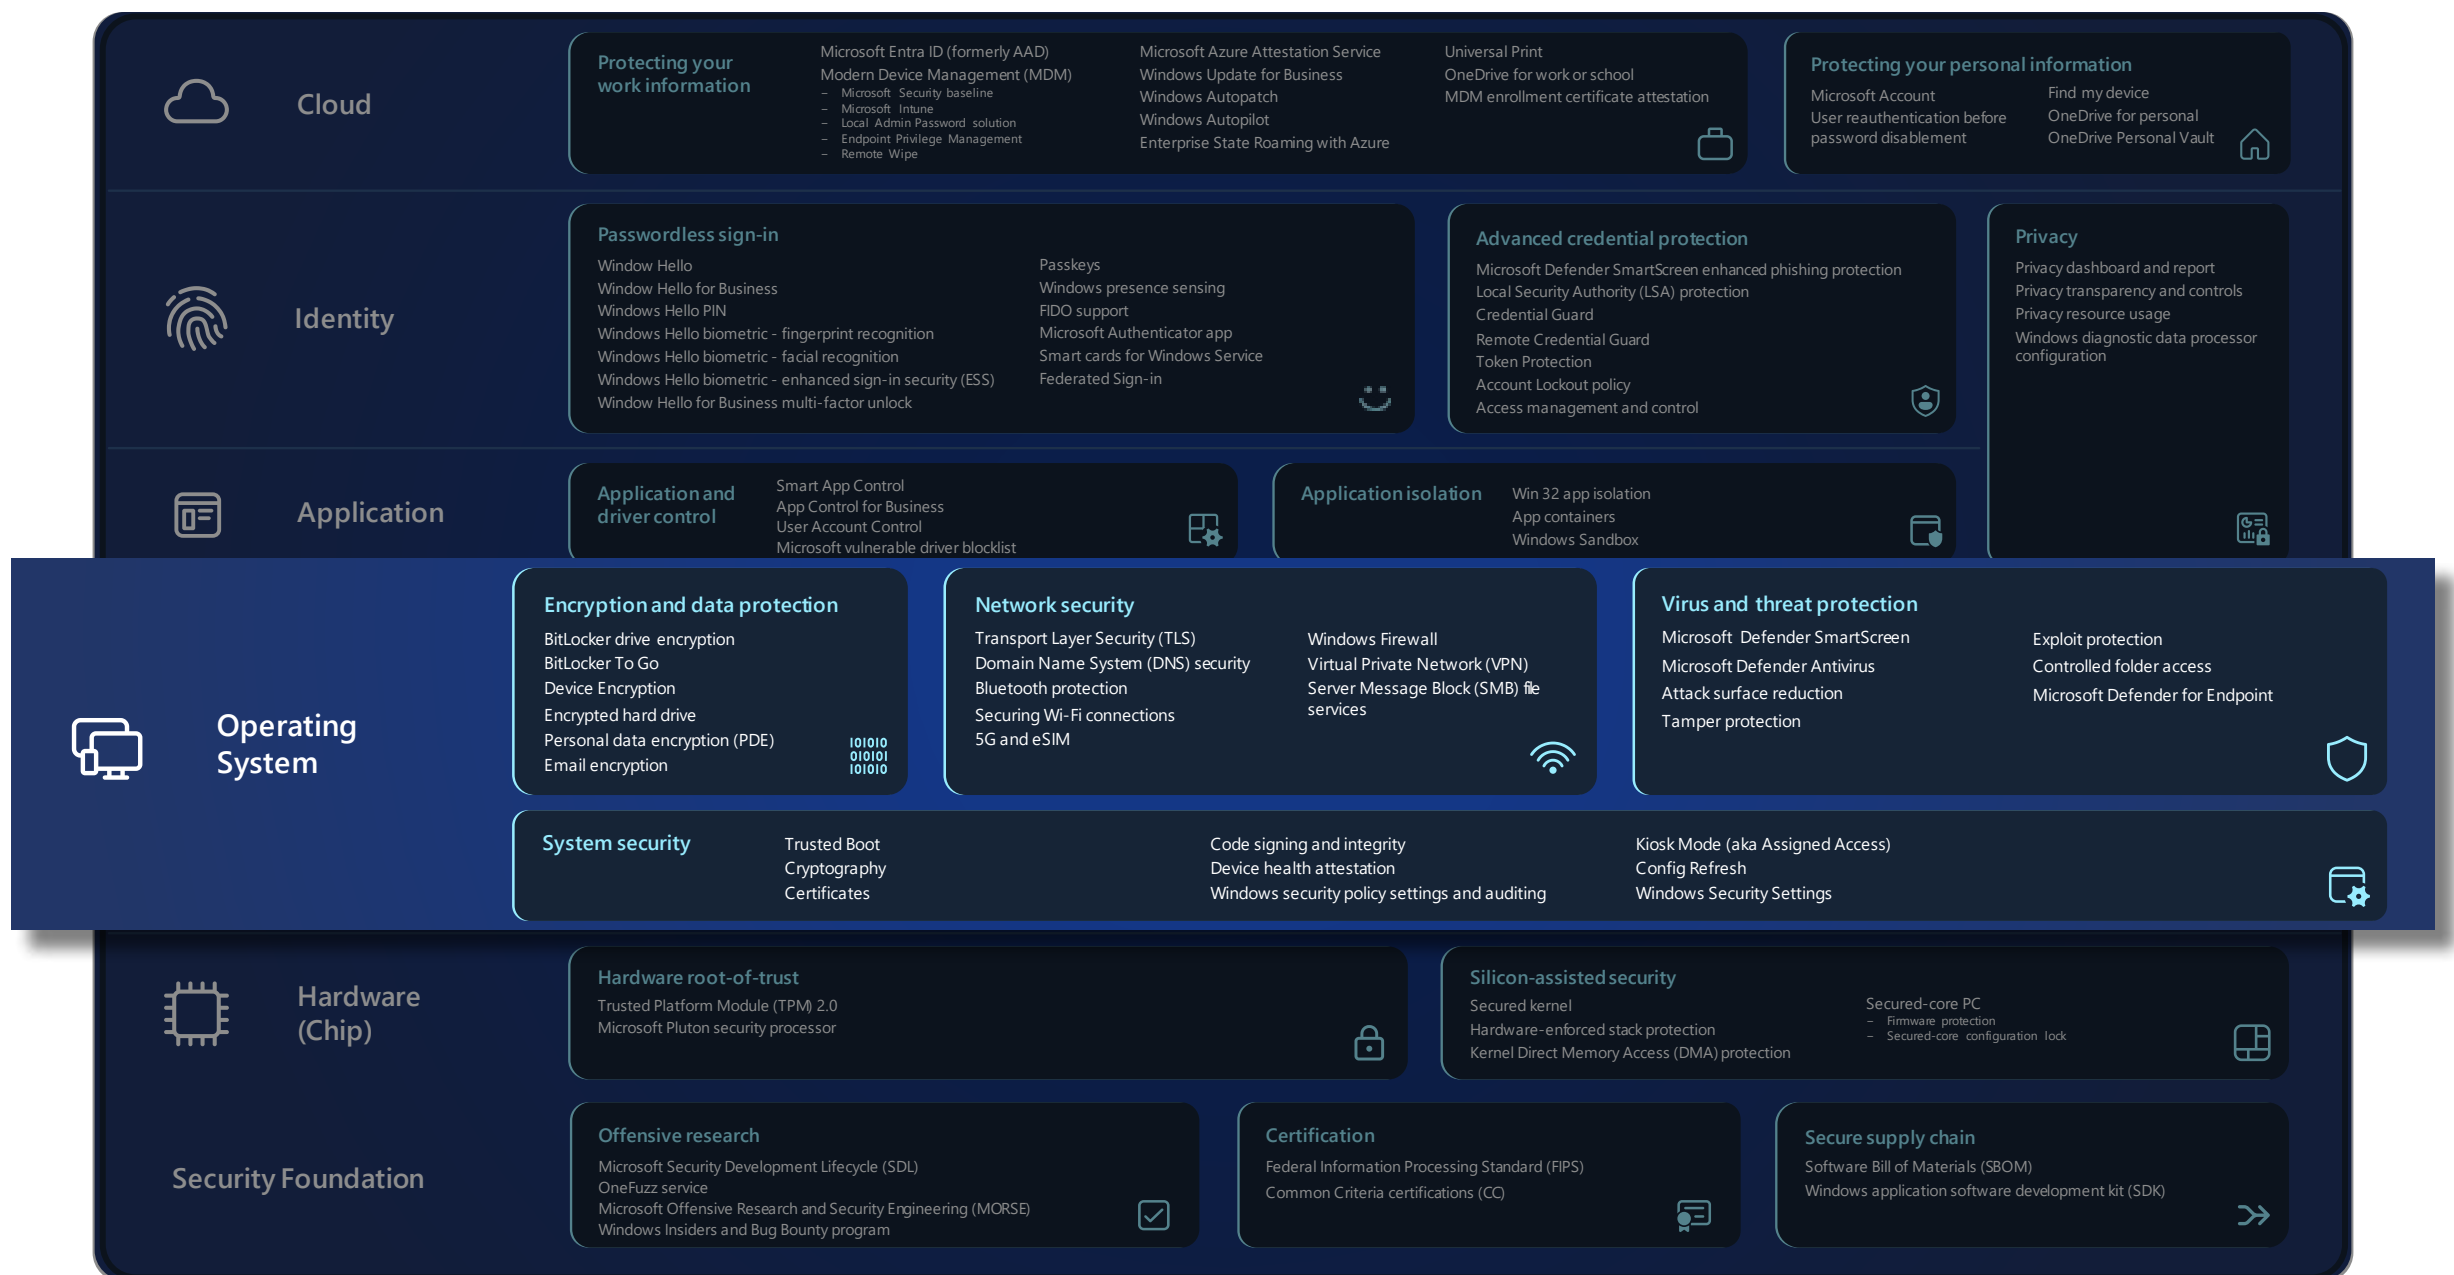 Cloud
Protecting your
work information
Microsoft Entra ID (formerly AAD)
Modern Device Management (MDM)
– Microsoft Security baseline
– Microsoft Intune
– Local Admin Password solution
– Endpoint Privilege Management
– Remote Wipe
Microsoft Azure Attestation Service
Windows Update for Business
Windows Autopatch
Windows Autopilot
Enterprise State Roaming with Azure
Universal Print
OneDrive for work or school
MDM enrollment certificate attestation
Protecting your personal information
Microsoft Account
User reauthentication before
password disablement
Find my device
OneDrive for personal
OneDrive Personal Vault
Identity
Passwordless sign-in
Window Hello
Window Hello for Business
Windows Hello PIN
Windows Hello biometric - fingerprint recognition
Windows Hello biometric - facial recognition
Windows Hello biometric - enhanced sign-in security (ESS)
Window Hello for Business multi-factor unlock
Passkeys
Windows presence sensing
FIDO support
Microsoft Authenticator app
Smart cards for Windows Service
Federated Sign-in
Advanced credential protection
Microsoft Defender SmartScreen enhanced phishing protection
Local Security Authority (LSA) protection
Credential Guard
Remote Credential Guard
Token Protection
Account Lockout policy
Access management and control
Privacy
Privacy dashboard and report
Privacy transparency and controls
Privacy resource usage
Windows diagnostic data processor
configuration
Application
Application and
driver control
Smart App Control
App Control for Business
User Account Control
Microsoft vulnerable driver blocklist
Application isolation
Win 32 app isolation
App containers
Windows Sandbox
Operating
System
Encryption and data protection
BitLocker drive encryption
BitLocker To Go
Device Encryption
Encrypted hard drive
Personal data encryption (PDE)
Email encryption
101010
010101
101010
Network security
Transport Layer Security (TLS)
Domain Name System (DNS) security
Bluetooth protection
Securing Wi-Fi connections
5G and eSIM
Windows Firewall
Virtual Private Network (VPN)
Server Message Block (SMB) file
services
Virus and threat protection
Microsoft Defender SmartScreen
Microsoft Defender Antivirus
Attack surface reduction
Tamper protection
Exploit protection
Controlled folder access
Microsoft Defender for Endpoint
System security
Trusted Boot
Cryptography
Certificates
Code signing and integrity
Device health attestation
Windows security policy settings and auditing
Kiosk Mode (aka Assigned Access)
Config Refresh
Windows Security Settings
Hardware
(Chip)
Hardware root-of-trust
Trusted Platform Module (TPM) 2.0
Microsoft Pluton security processor
Silicon-assisted security
Secured kernel
Hardware-enforced stack protection
Kernel Direct Memory Access (DMA) protection
Secured-core PC
– Firmware protection
– Secured-core configuration lock
Security Foundation
Offensive research
Microsoft Security Development Lifecycle (SDL)
OneFuzz service
Microsoft Offensive Research and Security Engineering (MORSE)
Windows Insiders and Bug Bounty program
Certification
Federal Information Processing Standard (FIPS)
Common Criteria certifications (CC)
Secure supply chain
Software Bill of Materials (SBOM)
Windows application software development kit (SDK)